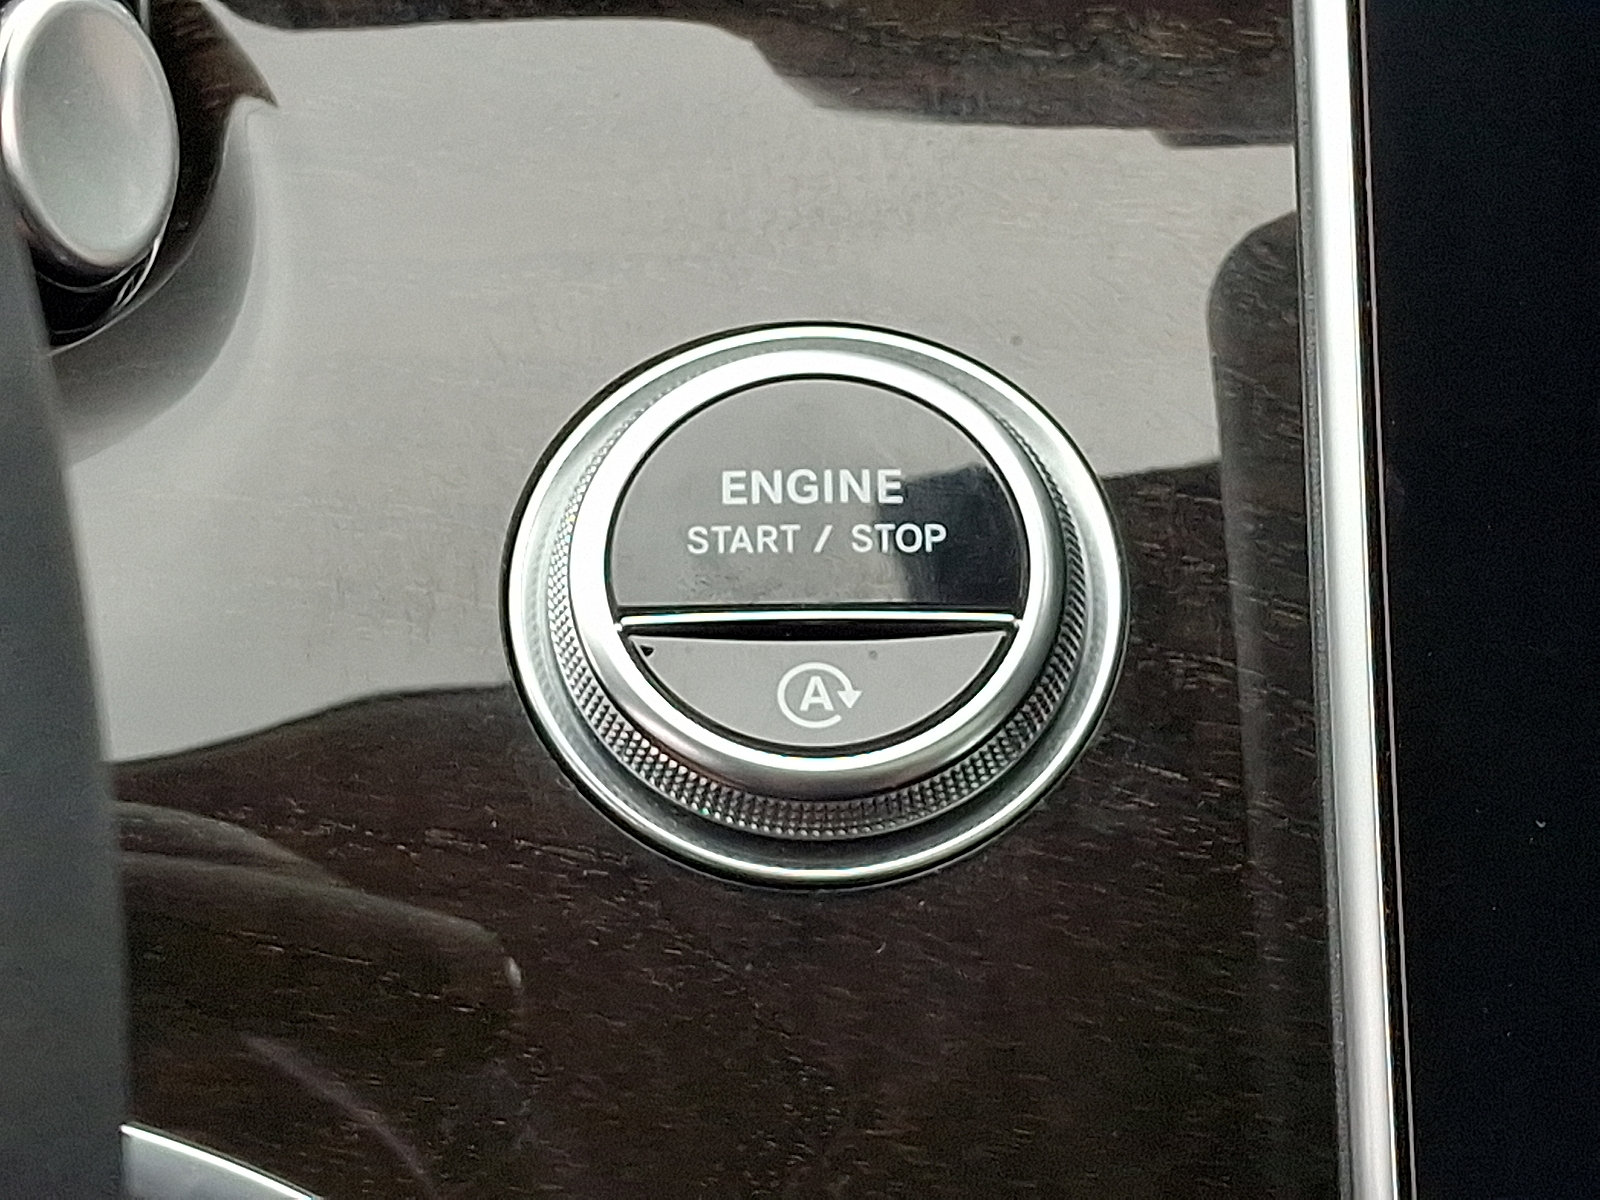 ENGINE
START / STOP
A